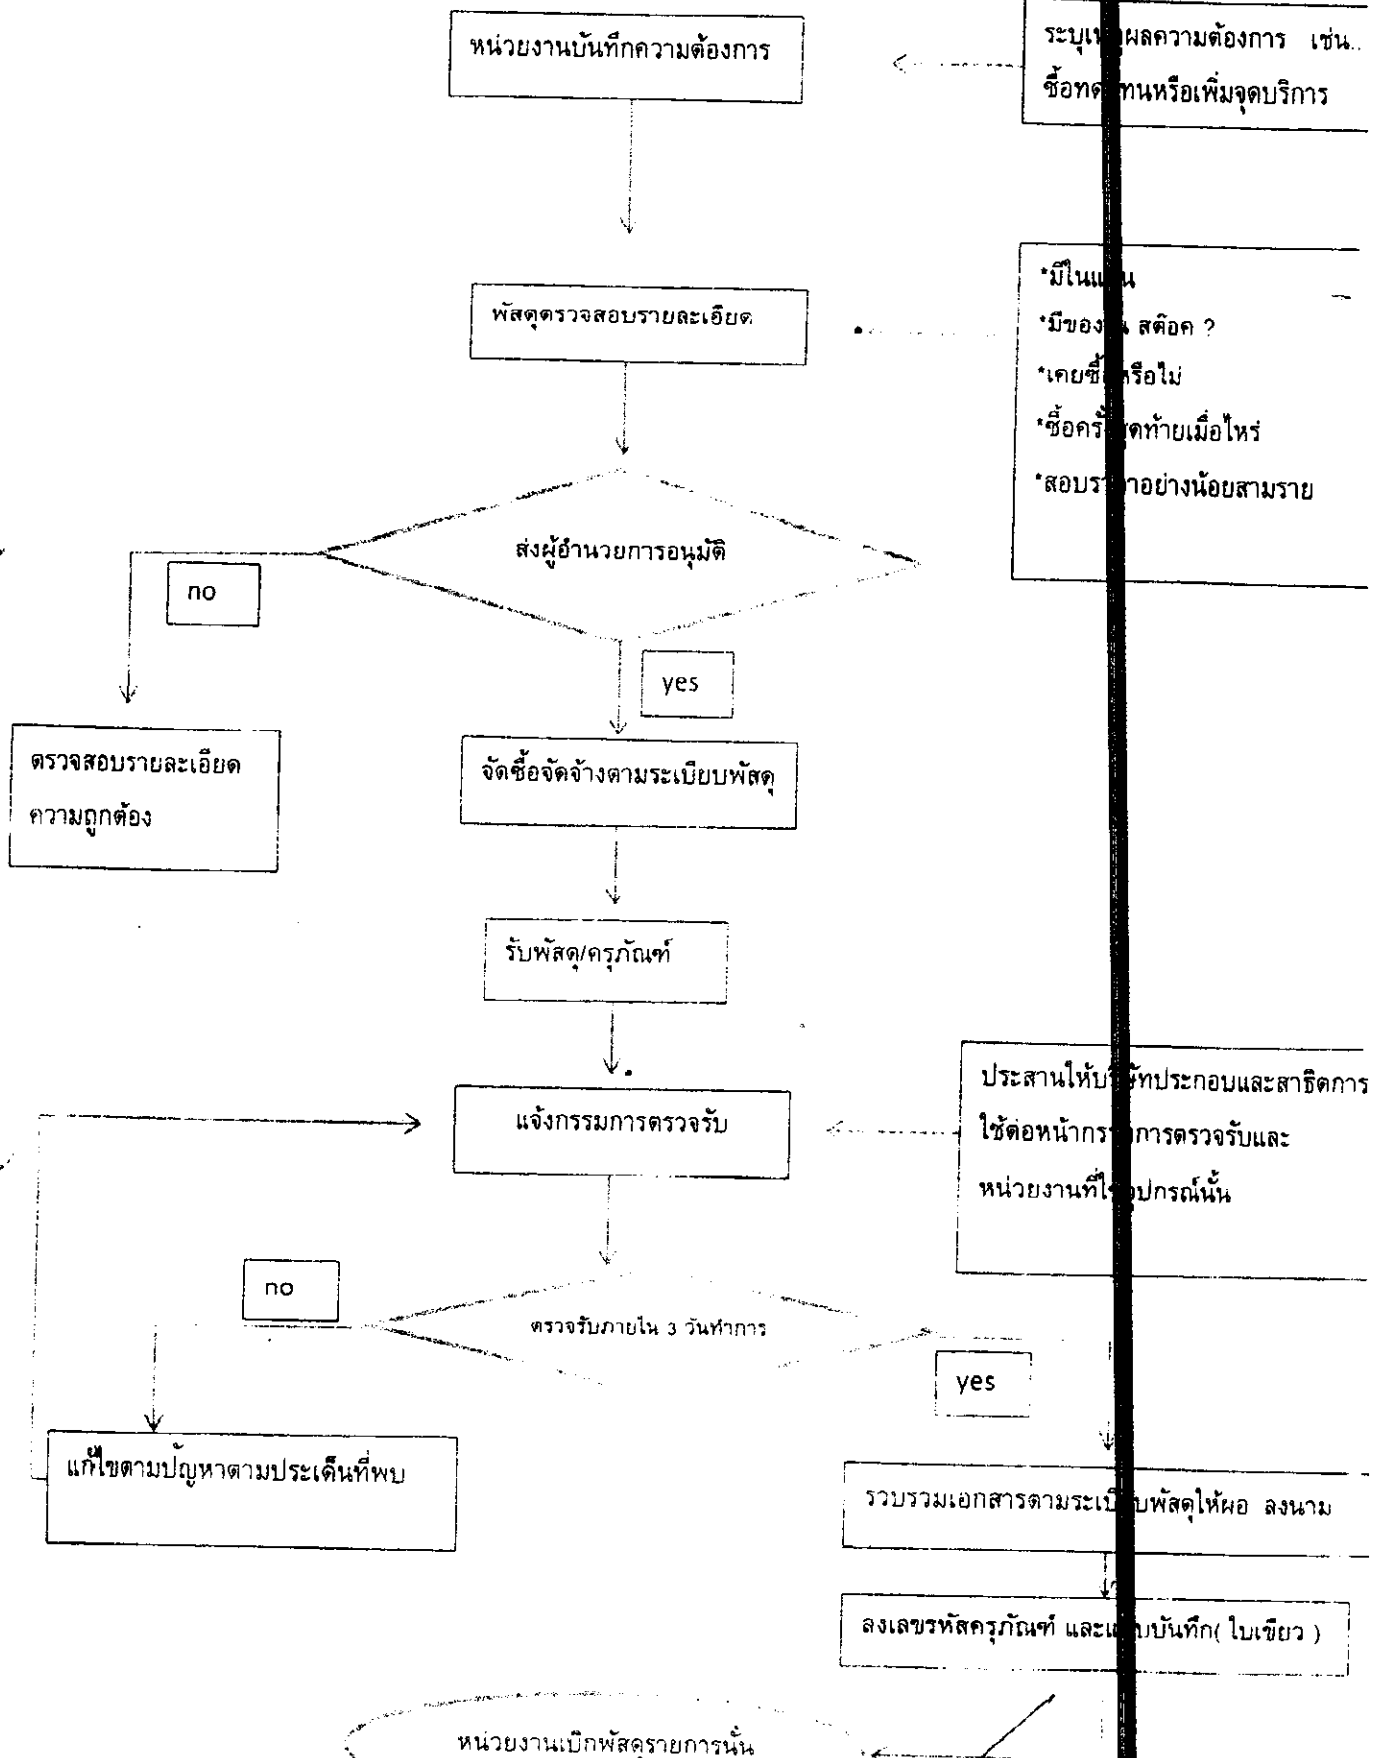 หน่วยงานบันทึกความต้องการ
ผลความต้องการ เช่น..
ทนหรือเพิ่มจุดบริการ
พัสดุตรวจสอบรายละเอียด
*มีใน
*มีของ สต๊อค ?
*เคยซื้อหรือไม่
*ซื้อครั้งสุดท้ายเมื่อไหร่
*สอบราคาอย่างน้อยสามราย
ส่งผู้อำนวยการอนุมัติ
no
yes
ตรวจสอบรายละเอียด
ความถูกต้อง
จัดซื้อจัดจ้างตามระเบียบพัสดุ
รับพัสดุ/ครุภัณฑ์
แจ้งกรรมการตรวจรับ
ประสานให้บริษัทประกอบและสาธิตการ
ใช้ต่อหน้ากรรมการตรวจรับและ
หน่วยงานที่ใช้อุปกรณ์นั้น
no
ตรวจรับภายใน 3 วันทำการ
yes
แก้ไขตามปัญหาตามประเด็นที่พบ
รวบรวมเอกสารตามระเบียบพัสดุให้ผอ ลงนาม
ลงเลขรหัสครุภัณฑ์ และ บันทึก( ใบเขียว )
หน่วยงานเบิกพัสดุรายการนั้น